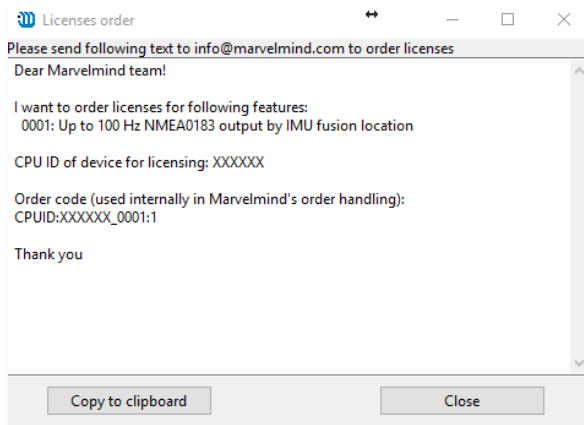 Licenses order
Please send following text to info@marvelmind.com to order licenses
Dear Marvelmind team!
I want to order licenses for following features:
0001: Up to 100 Hz NMEA0183 output by IMU fusion location
CPU ID of device for licensing: XXXXXX
Order code (used internally in Marvelmind's order handling):
CPUID:XXXXXX_0001:1
Thank you
Copy to clipboard
Close